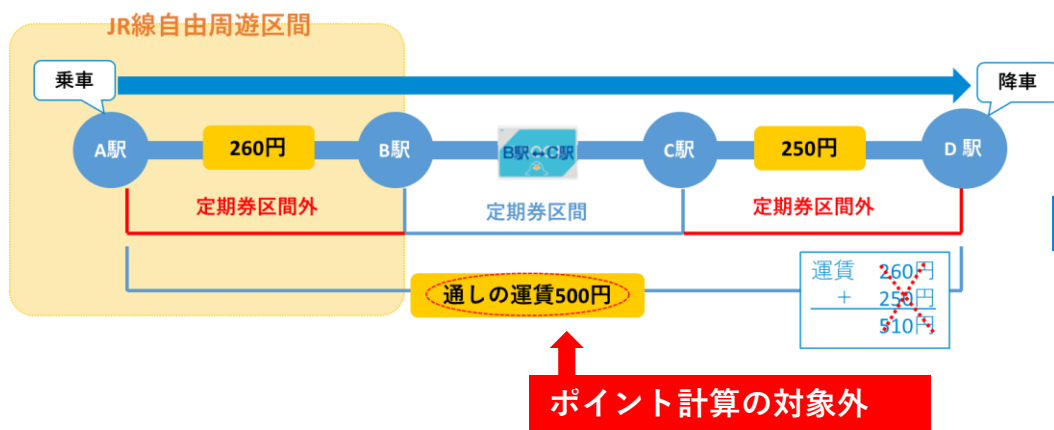 JR線自由周遊区間
乗車
降車
A駅
260円
B駅
B駅↔C駅
C駅
250円
D 駅
定期券区間外
定期券区間
定期券区間外
通しの運賃500円
運賃 260円
+ 250円
510円
ポイント計算の対象外